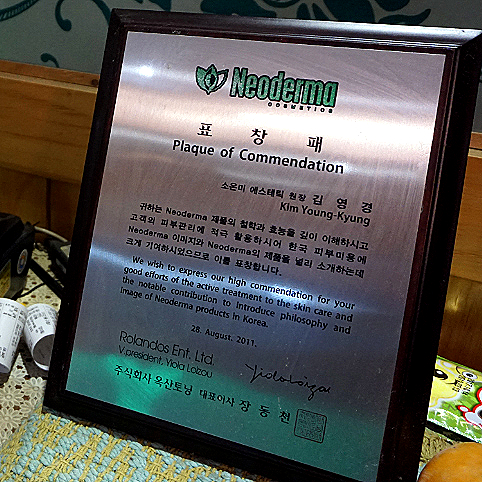 Neoderma
COSMETICS
표 창 패
Plaque of Commendation
소은미 에스테틱 원장 김 영 경
Kim Young-Kyung
귀하는 Neoderma 제품의 철학과 효능을 깊이 이해하시고
고객의 피부관리에 적극 활용하시어 한국 피부미용에
Neoderma 이미지와 Neoderma의 제품을 널리 소개하는데
크게 기여하시었으므로 이를 표창합니다.
We wish to express our high commendation for your
good efforts of the active treatment to the skin care and
the notable contribution to introduce philosophy and
image of Neoderma products in Korea.
28. August. 2011.
Rolandos Ent. Ltd.
V.president, Yiola Loizou
주식회사 옥산토닝 대표이사 장 동 천